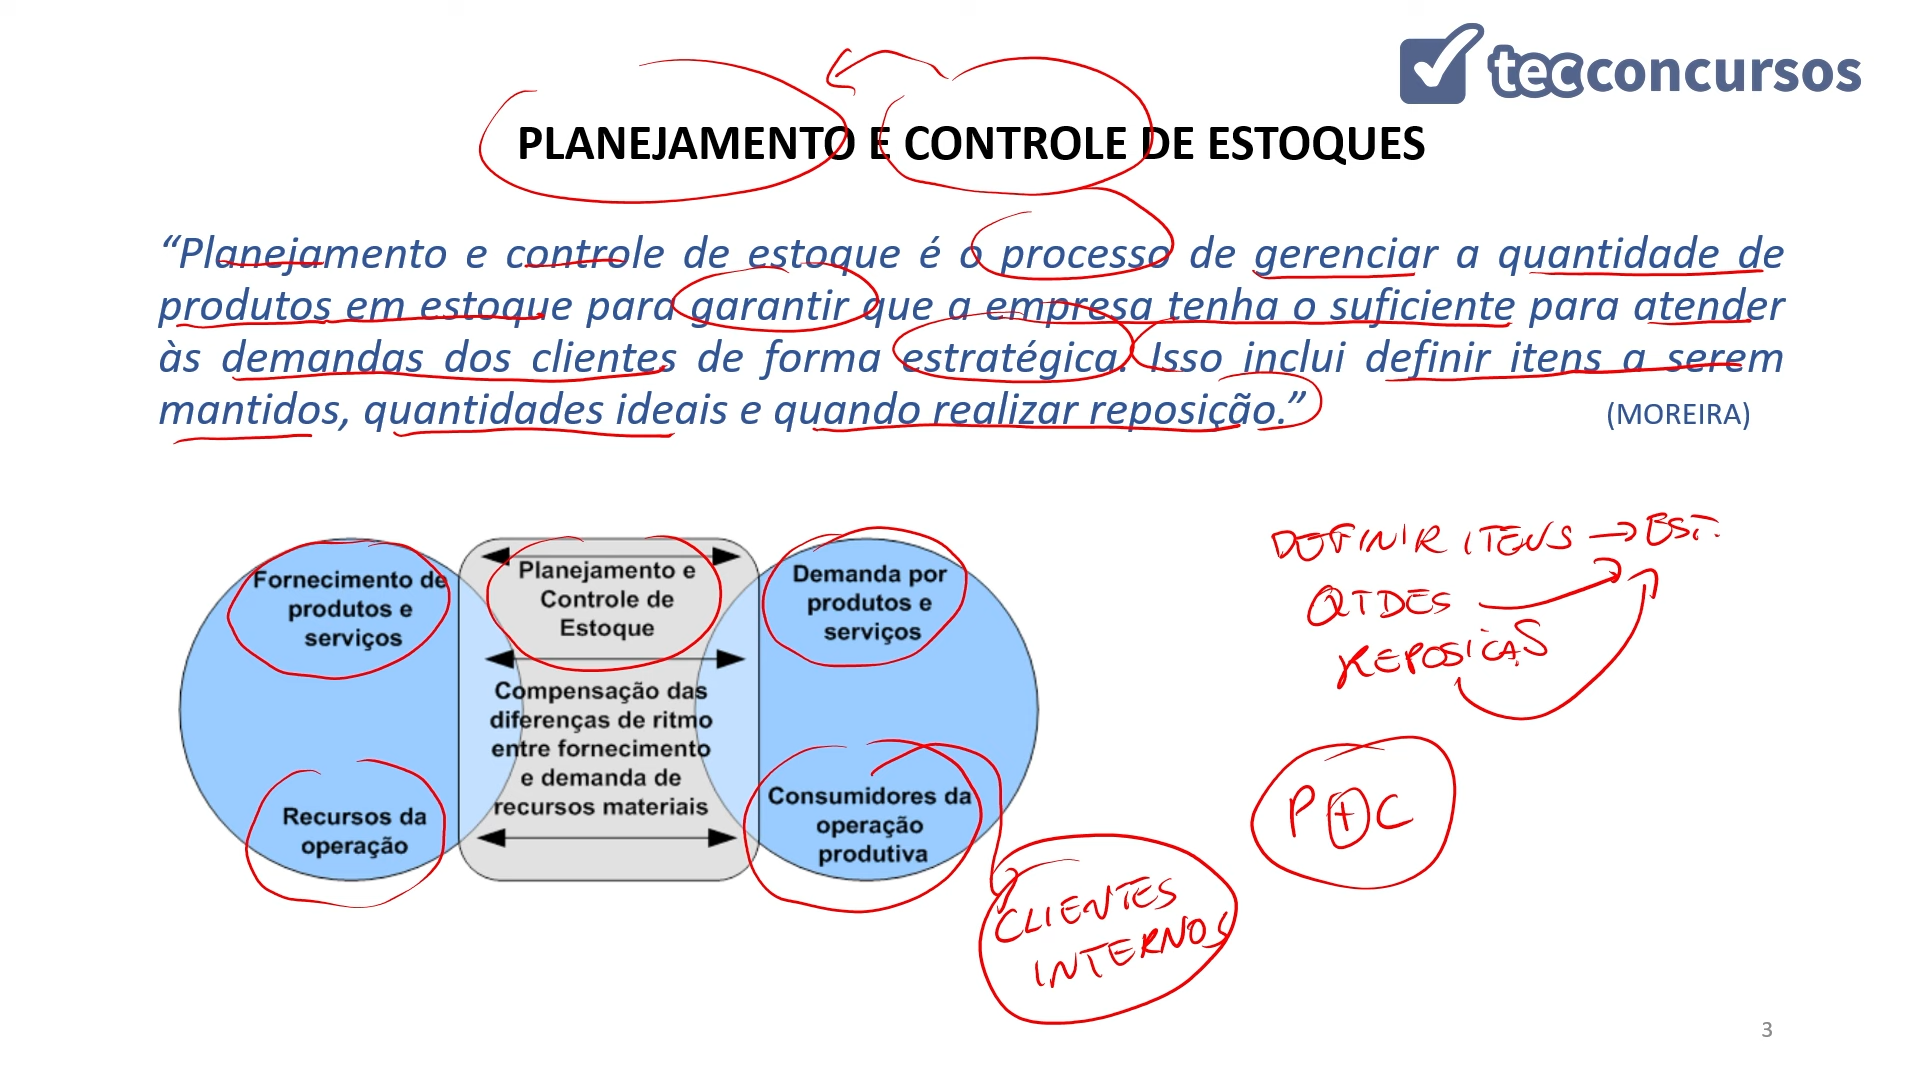 tecconcursos
PLANEJAMENTO E CONTROLE DE ESTOQUES
“Planejamento e controle de estoque é o processo de gerenciar a quantidade de
produtos em estoque para garantir que a empresa tenha o suficiente para atender
às demandas dos clientes de forma estratégica. Isso inclui definir itens a serem
mantidos, quantidades ideais e quando realizar reposição.”
(MOREIRA)
Fornecimento de
produtos e
serviços
Recursos da
operação
Planejamento e
Controle de
Estoque
Compensação das
diferenças de ritmo
entre fornecimento
e demanda de
recursos materiais
Demanda por
produtos e
serviços
Consumidores da
operação
produtiva
DEFINIR ITENS → EST.
QTDES
REPOSIÇÃO
P + C
CLIENTES
INTERNOS
3